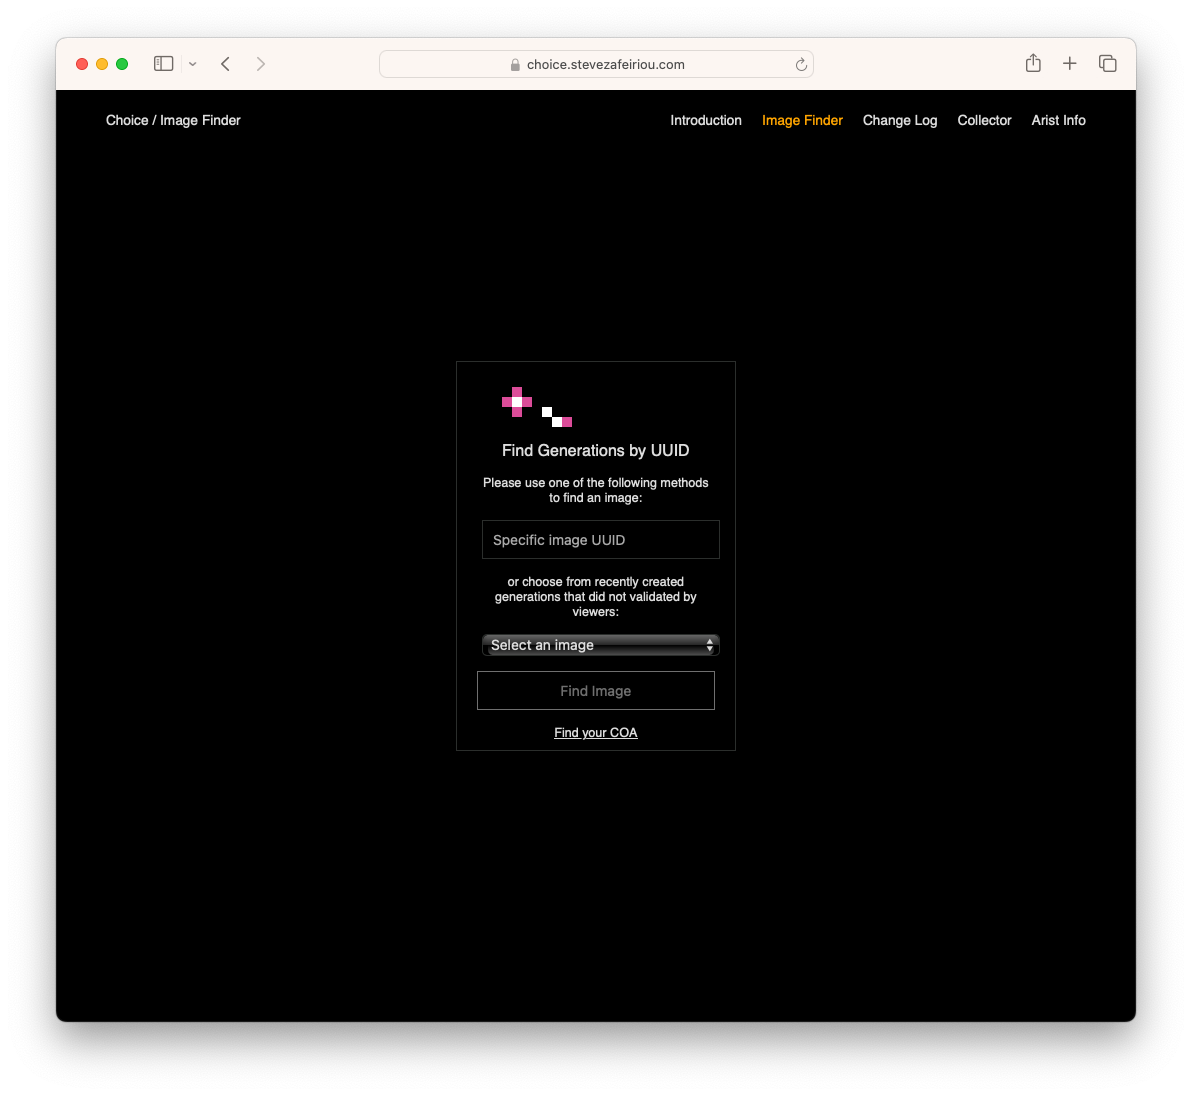 choice.stevezafeiriou.com
Choice / Image Finder
Introduction
Image Finder
Change Log
Collector
Arist Info
Find Generations by UUID
Please use one of the following methods
to find an image:
Specific image UUID
or choose from recently created
generations that did not validated by
viewers:
Select an image
Find Image
Find your COA